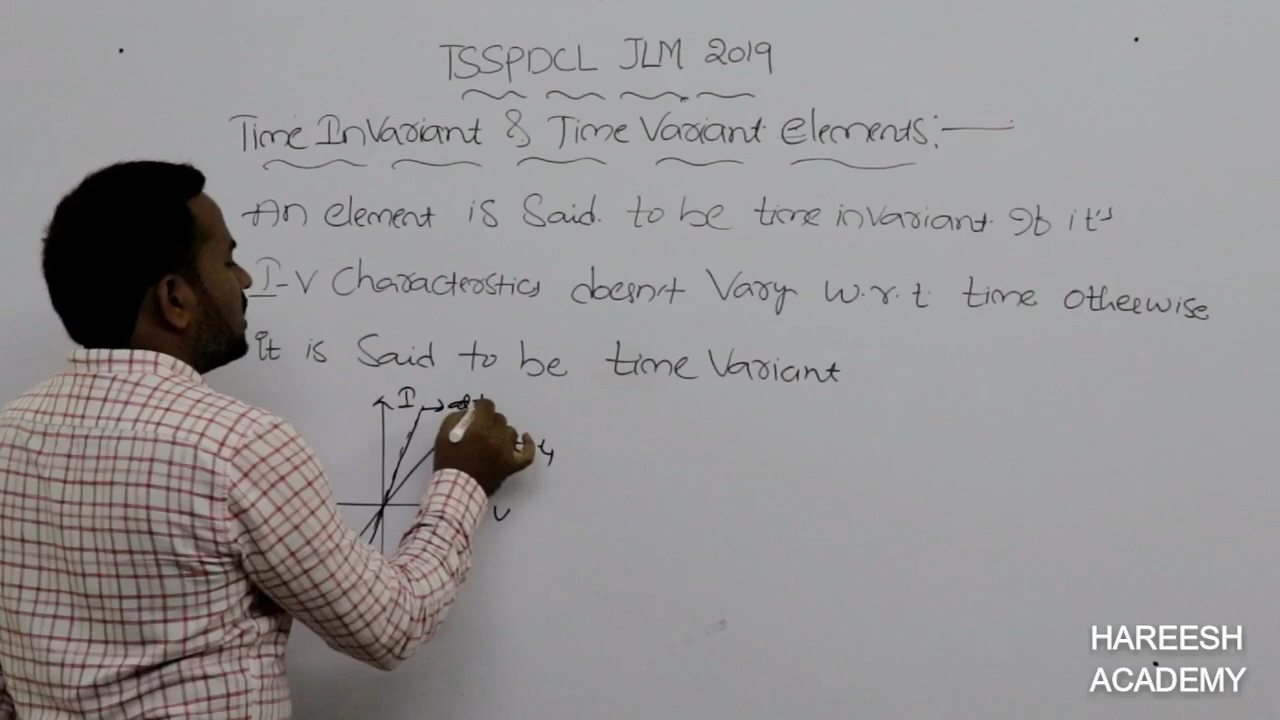 TSSPDCL JLM 2019
Time InVariant & Time Variant elements:—
An element is Said. to be time invariant. If it's
I-V Characterstics doesn't Vary w.r.t time otherwise
it is Said to be time Variant
I
V
HAREESH
ACADEMY